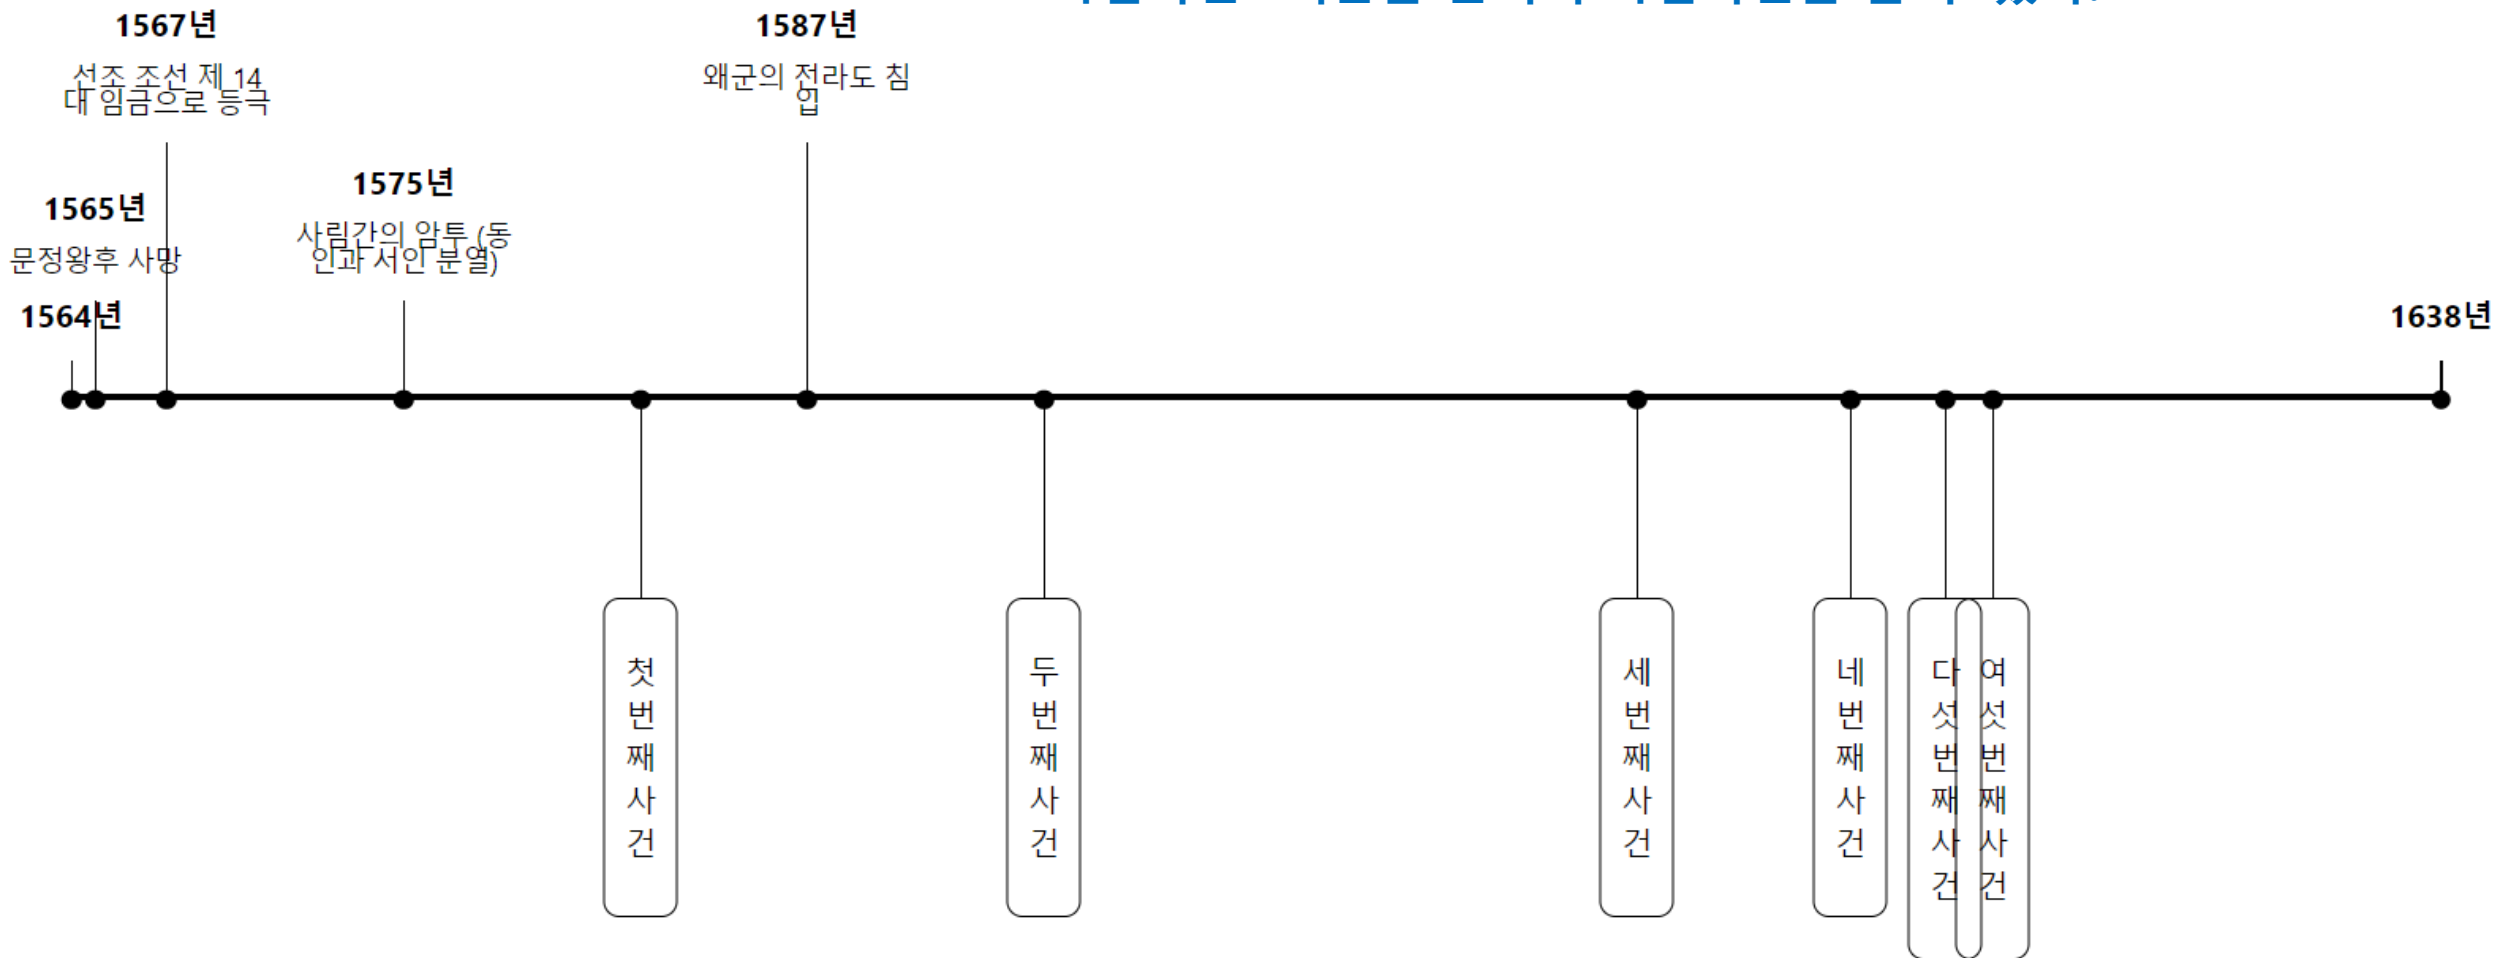 1567년
선조 조선 제 14
대 임금으로 등극
1587년
왜군의 전라도 침
입
1575년
사림간의 암투 (동
인과 서인 분열)
1565년
문정왕후 사망
1564년
1638년
첫번째사건
두번째사건
세번째사건
네번째사건
다섯번째사건
여섯번째사건